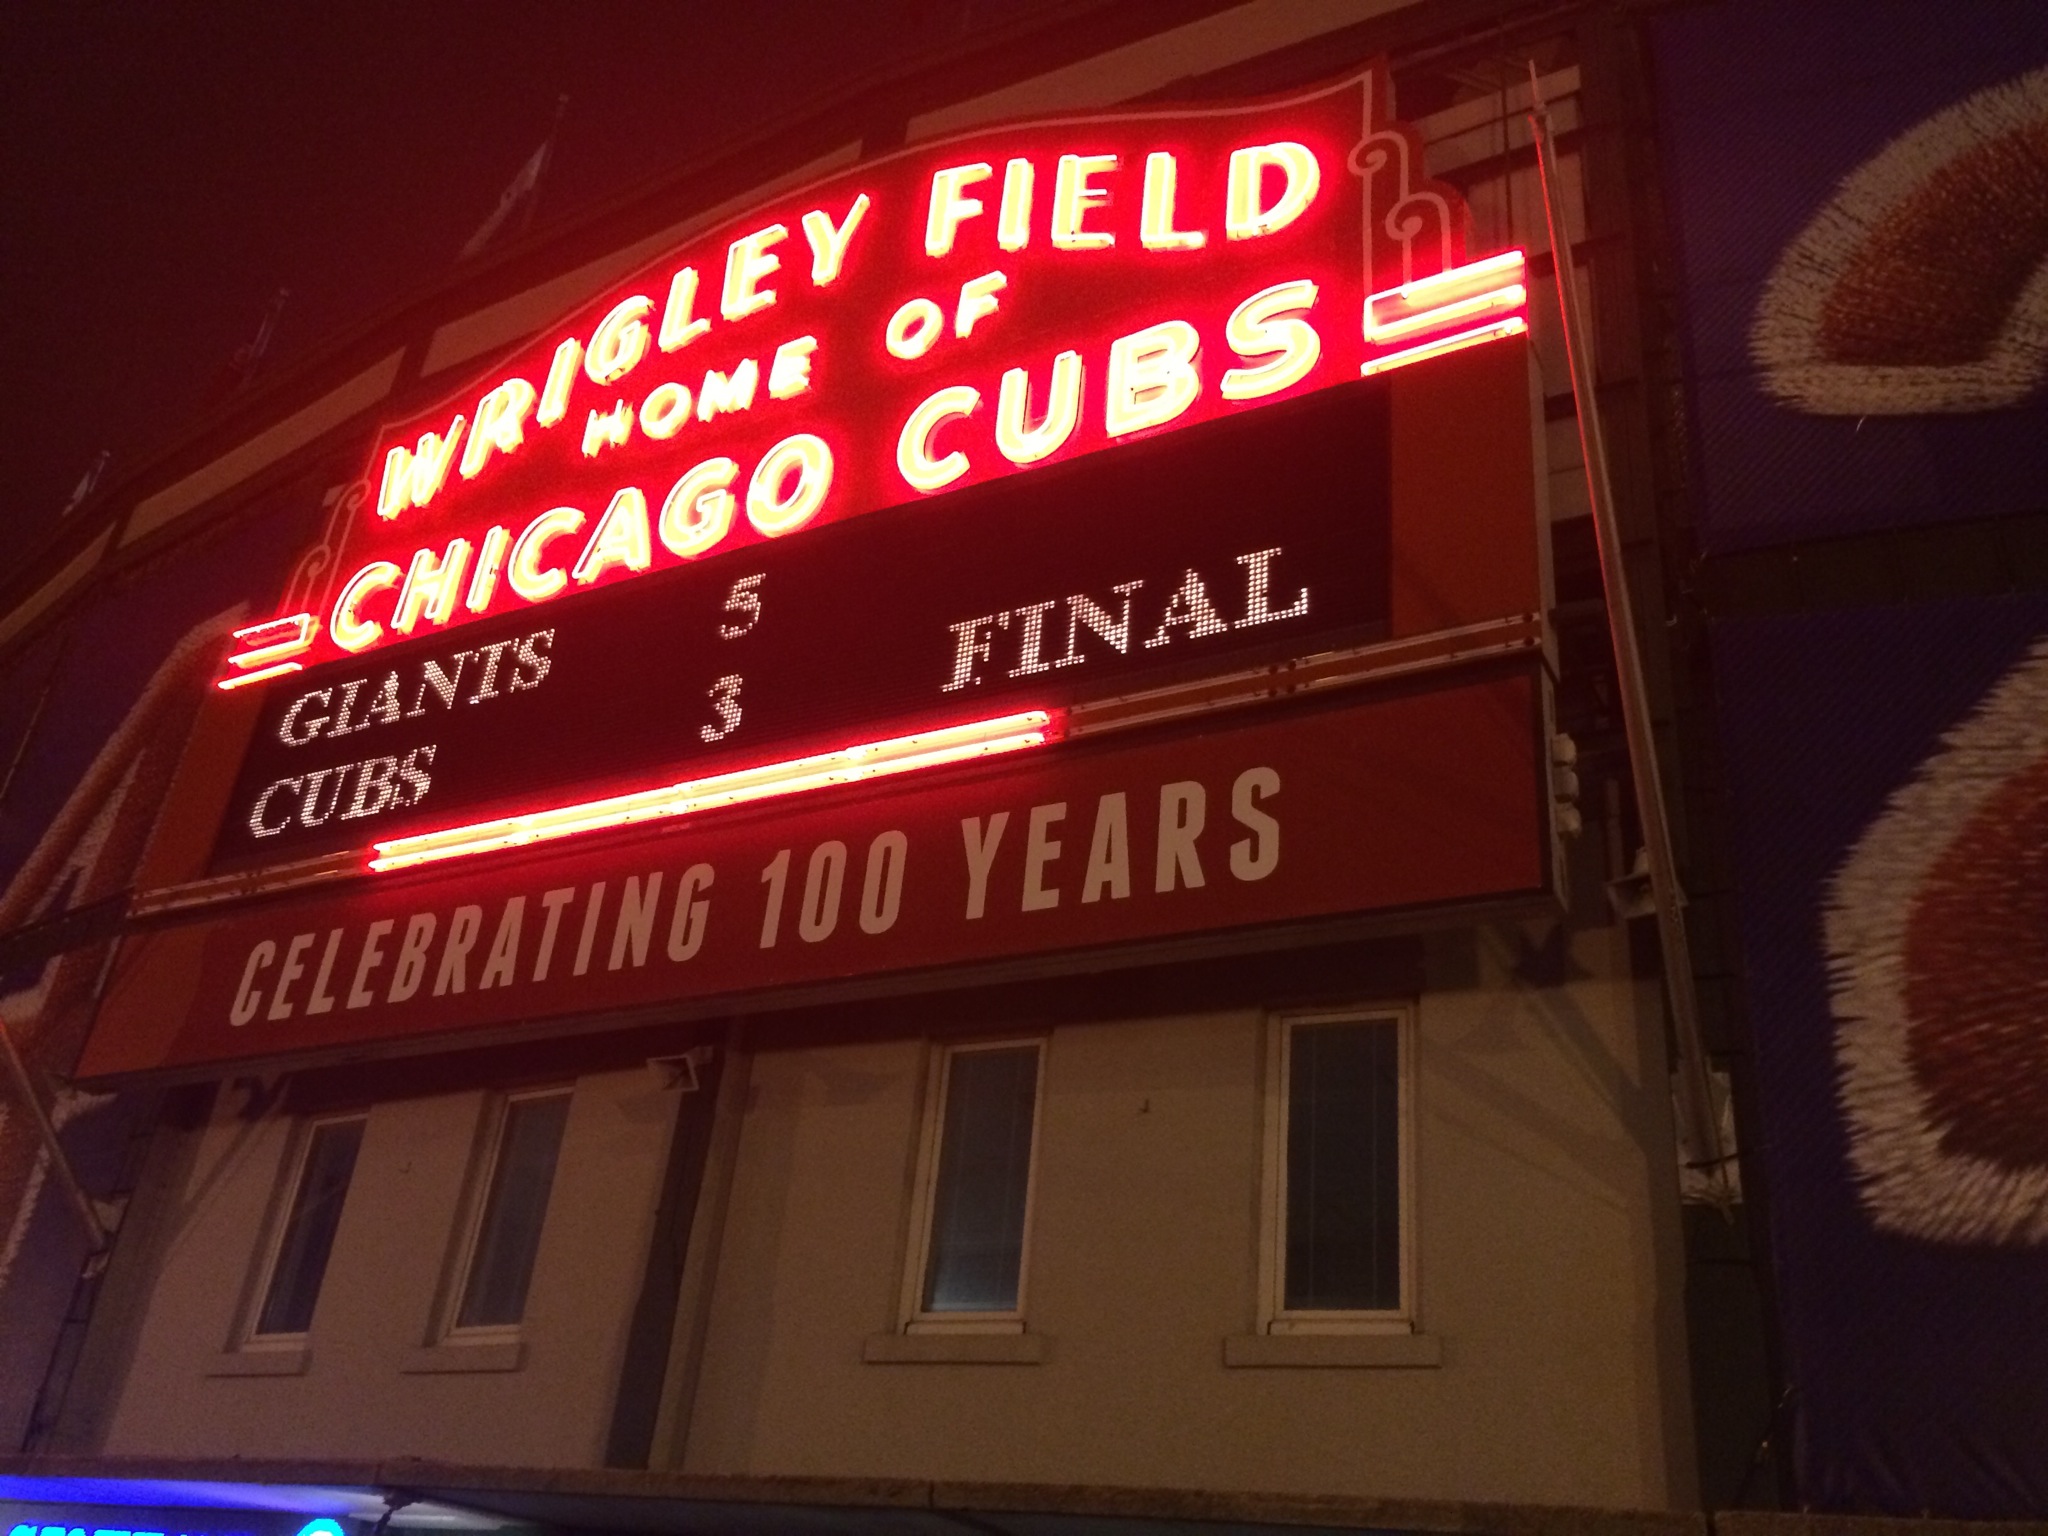 WRIGLEY FIELD
HOME OF
CHICAGO CUBS
GIANTS 5
CUBS 3 FINAL
CELEBRATING 100 YEARS